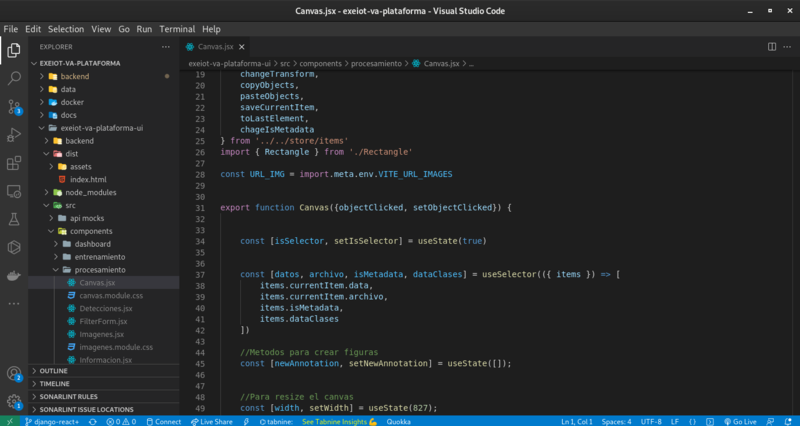 Canvas.jsx - exeiot-va-plataforma - Visual Studio Code
File Edit Selection View Go Run Terminal Help
EXPLORER
EXEIOT-VA-PLATAFORMA
backend
data
docker
docs
exeiot-va-plataforma-ui
backend
dist
assets
index.html
node_modules
src
api mocks
components
dashboard
entrenamiento
procesamiento
Canvas.jsx
canvas.module.css
Detecciones.jsx
FilterForm.jsx
Imagenes.jsx
imagenes.module.css
Informacion.jsx
OUTLINE
TIMELINE
SONARLINT RULES
SONARLINT ISSUE LOCATIONS
1
2
1
Canvas.jsx
exeiot-va-plataforma-ui > src > components > procesamiento > Canvas.jsx > ...
19 changeTransform,
20 copyObjects,
21 pasteObjects,
22 saveCurrentItem,
23 toLastElement,
24 chageIsMetadata
25 } from '../../store/items'
26 import { Rectangle } from './Rectangle'
27
28 const URL_IMG = import.meta.env.VITE_URL_IMAGES
29
30
31 export function Canvas({objectClicked, setObjectClicked}) {
32
33
34 const [isSelector, setIsSelector] = useState(true)
35
36
37 const [datos, archivo, isMetadata, dataClases] = useSelector(({ items }) => [
38 items.currentItem.data,
39 items.currentItem.archivo,
40 items.isMetadata,
41 items.dataClases
42 ])
43
44 //Metodos para crear figuras
45 const [newAnnotation, setNewAnnotation] = useState([]);
46
47
48 //Para resize el canvas
49 const [width, setWidth] = useState(827);
django-react+ 0 0 Connect Live Share tabnine: See Tabnine Insights 💪 Quokka Ln 1, Col 1 Spaces: 4 UTF-8 LF {} Go Live